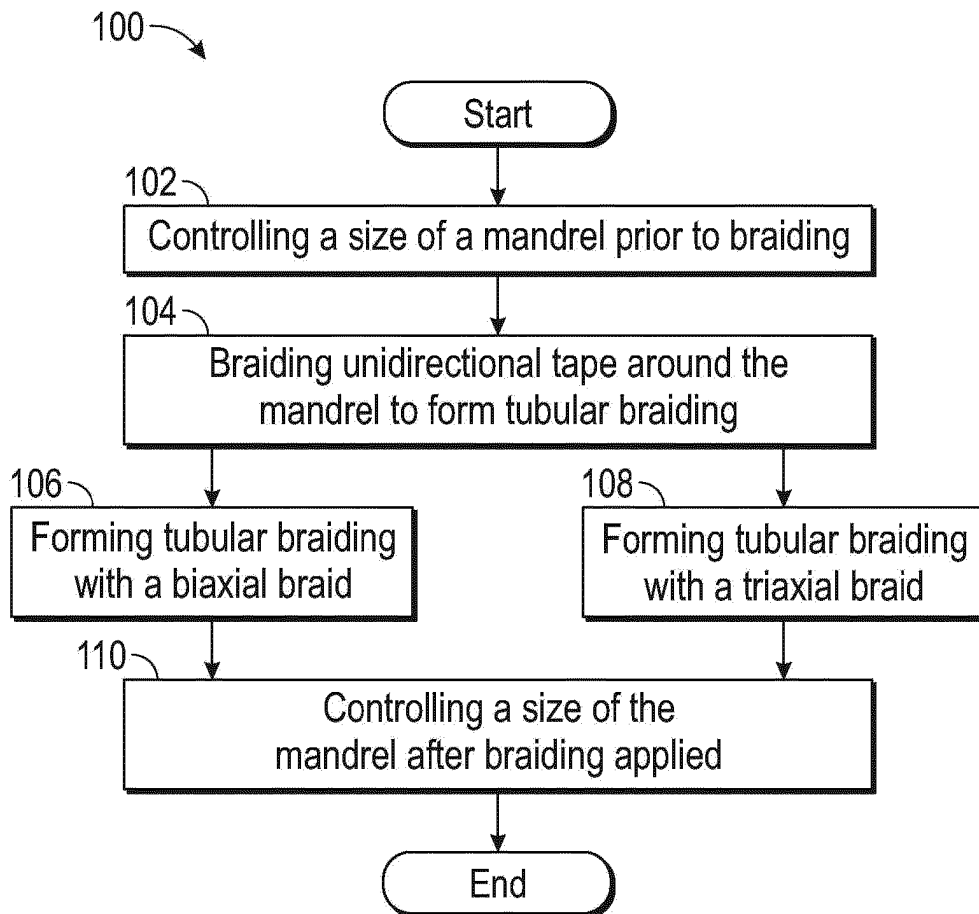 100
Start
102
Controlling a size of a mandrel prior to braiding
104
Braiding unidirectional tape around the
mandrel to form tubular braiding
106
Forming tubular braiding
with a biaxial braid
108
Forming tubular braiding
with a triaxial braid
110
Controlling a size of the
mandrel after braiding applied
End